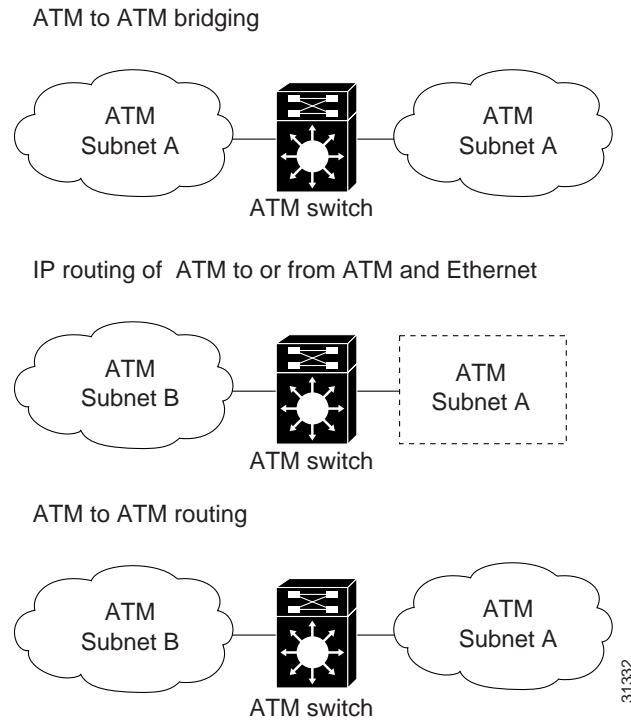 ATM to ATM bridging
ATM
Subnet A
ATM
Subnet A
ATM switch
IP routing of ATM to or from ATM and Ethernet
ATM
Subnet B
ATM
Subnet A
ATM switch
ATM to ATM routing
ATM
Subnet B
ATM
Subnet A
ATM switch
31332